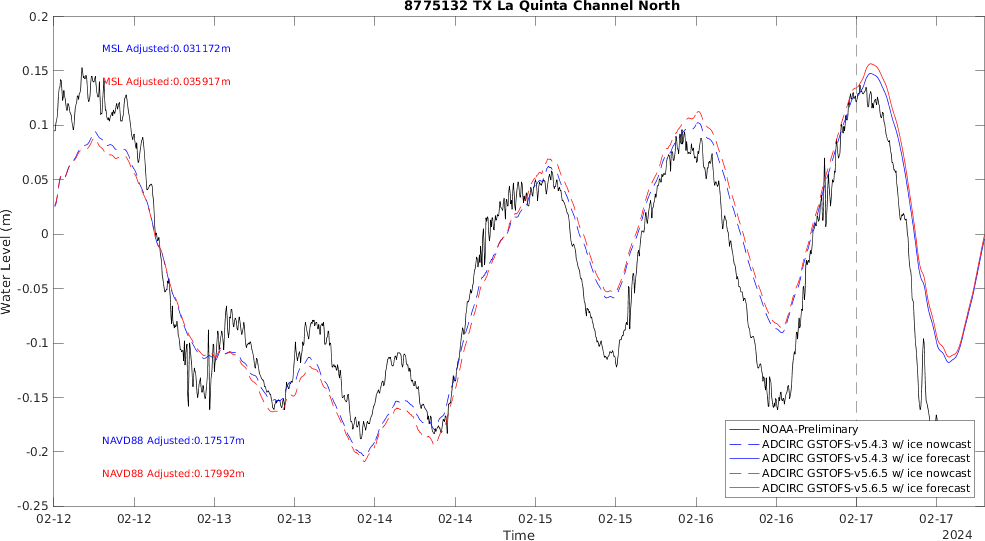 8775132 TX La Quinta Channel North
0.2
MSL Adjusted:0.031172m
0.15
MSL Adjusted:0.035917m
0.1
0.05
0
Water Level (m)
-0.05
-0.1
-0.15
NAVD88 Adjusted:0.17517m
-0.2
NAVD88 Adjusted:0.17992m
-0.25
NOAA-Preliminary
ADCIRC GSTOFS-v5.4.3 w/ ice nowcast
ADCIRC GSTOFS-v5.4.3 w/ ice forecast
ADCIRC GSTOFS-v5.6.5 w/ ice nowcast
ADCIRC GSTOFS-v5.6.5 w/ ice forecast
02-12 02-12 02-13 02-13 02-14 02-14 02-15 02-15 02-16 02-16 02-17 02-17
Time
2024